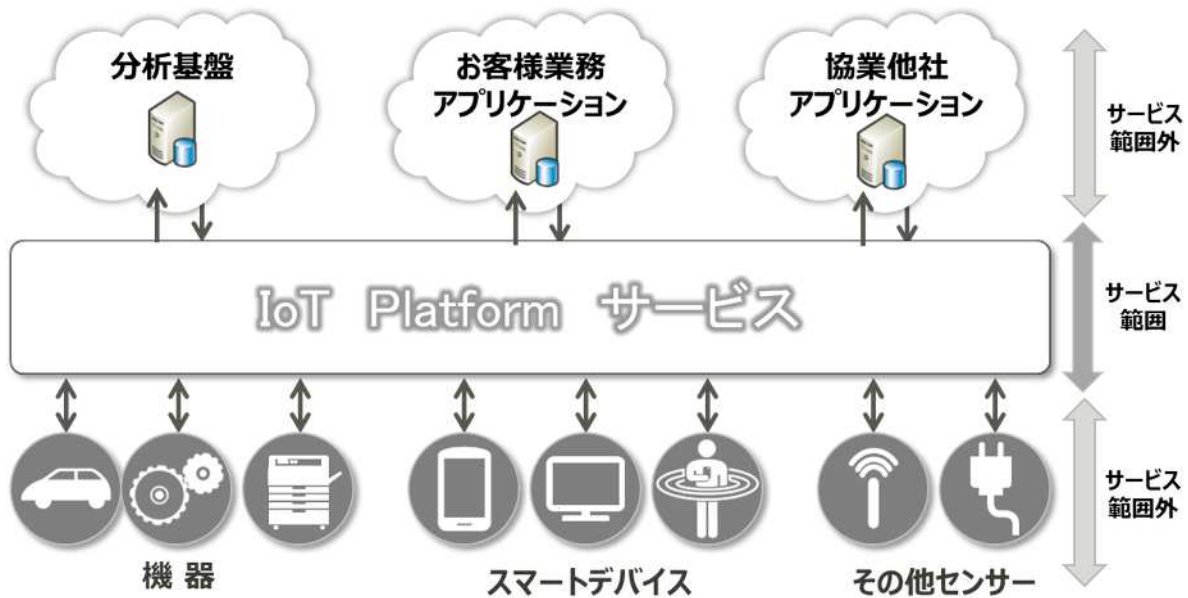 分析基盤
お客様業務
アプリケーション
協業他社
アプリケーション
サービス
範囲外
IoT Platform サービス
サービス
範囲
サービス
範囲外
機 器
スマートデバイス
その他センサー